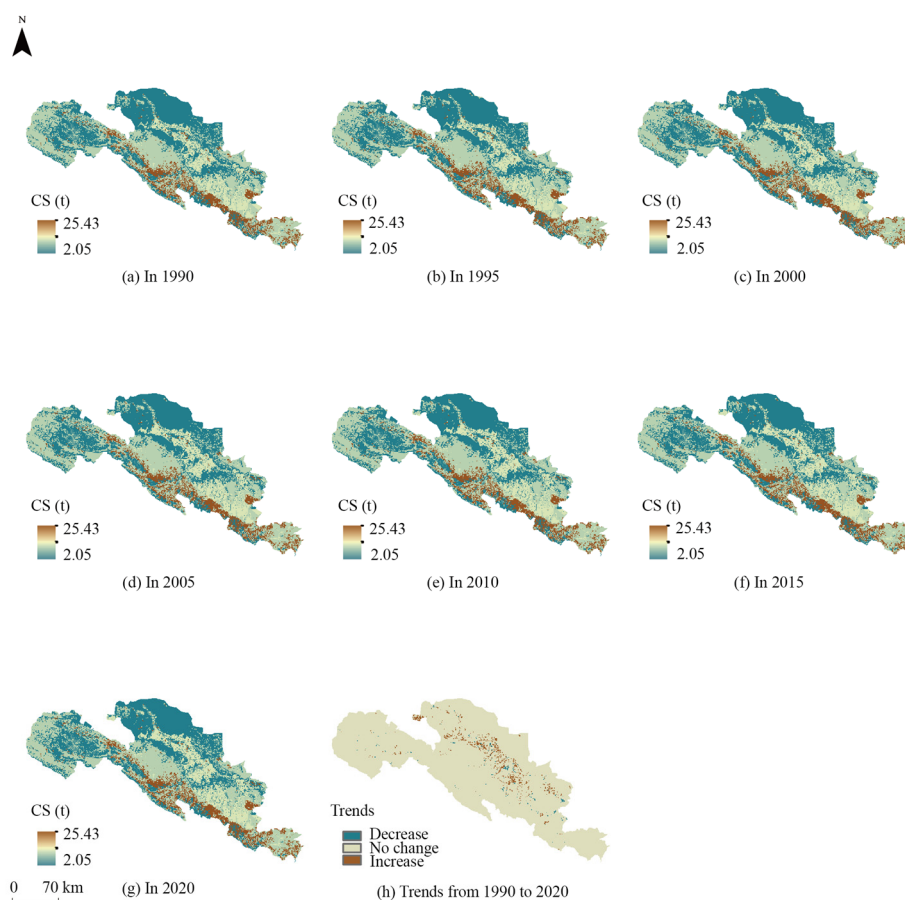 N
CS (t)
25.43
2.05
(a) In 1990
CS (t)
25.43
2.05
(b) In 1995
CS (t)
25.43
2.05
(c) In 2000
CS (t)
25.43
2.05
(d) In 2005
CS (t)
25.43
2.05
(e) In 2010
CS (t)
25.43
2.05
(f) In 2015
CS (t)
25.43
2.05
(g) In 2020
0 70 km
Trends
Decrease
No change
Increase
(h) Trends from 1990 to 2020